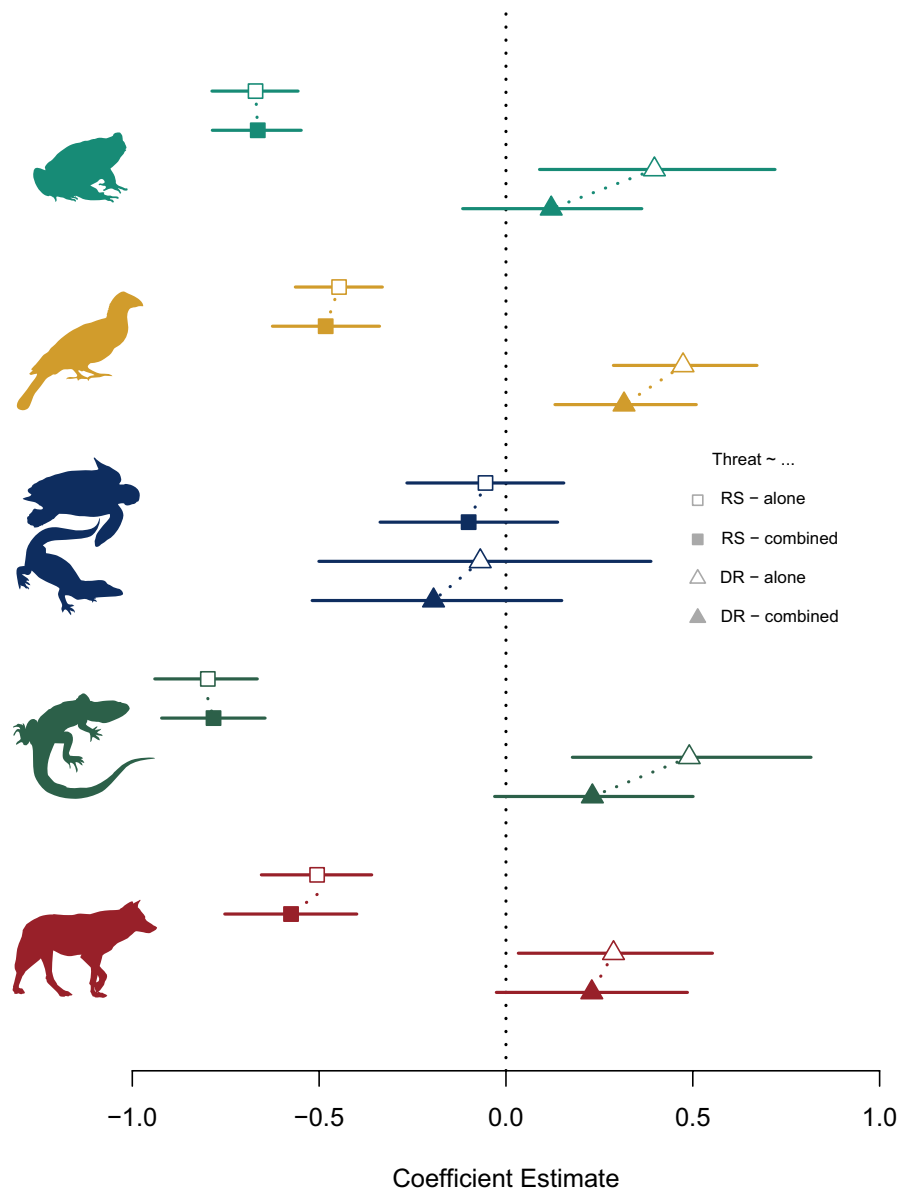 Threat ~ ...
RS − alone
RS − combined
DR − alone
DR − combined
−1.0 −0.5 0.0 0.5 1.0
Coefficient Estimate